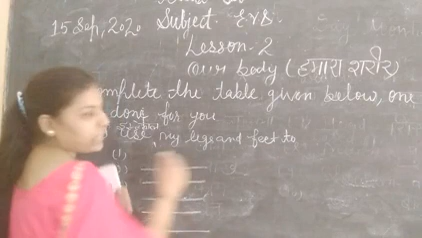 15 Sep, 2020 Subject. EVS.
Lesson-2
Our body (हमारा शरीर)
mplete the table given below, one
done for you
use my legs and feet to
(1)